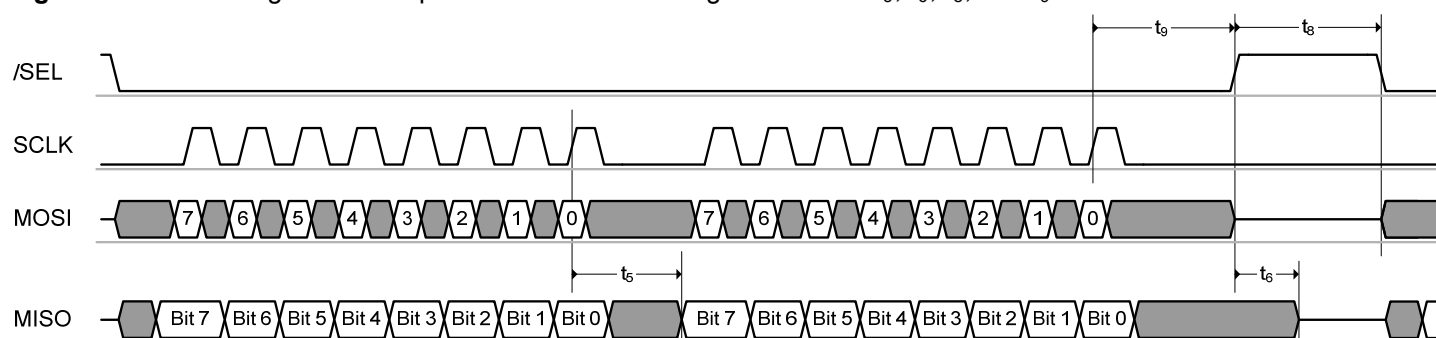 t9 t8
/SEL
SCLK
MOSI 7 6 5 4 3 2 1 0 7 6 5 4 3 2 1 0
t5 t6
MISO Bit 7 Bit 6 Bit 5 Bit 4 Bit 3 Bit 2 Bit 1 Bit 0 Bit 7 Bit 6 Bit 5 Bit 4 Bit 3 Bit 2 Bit 1 Bit 0